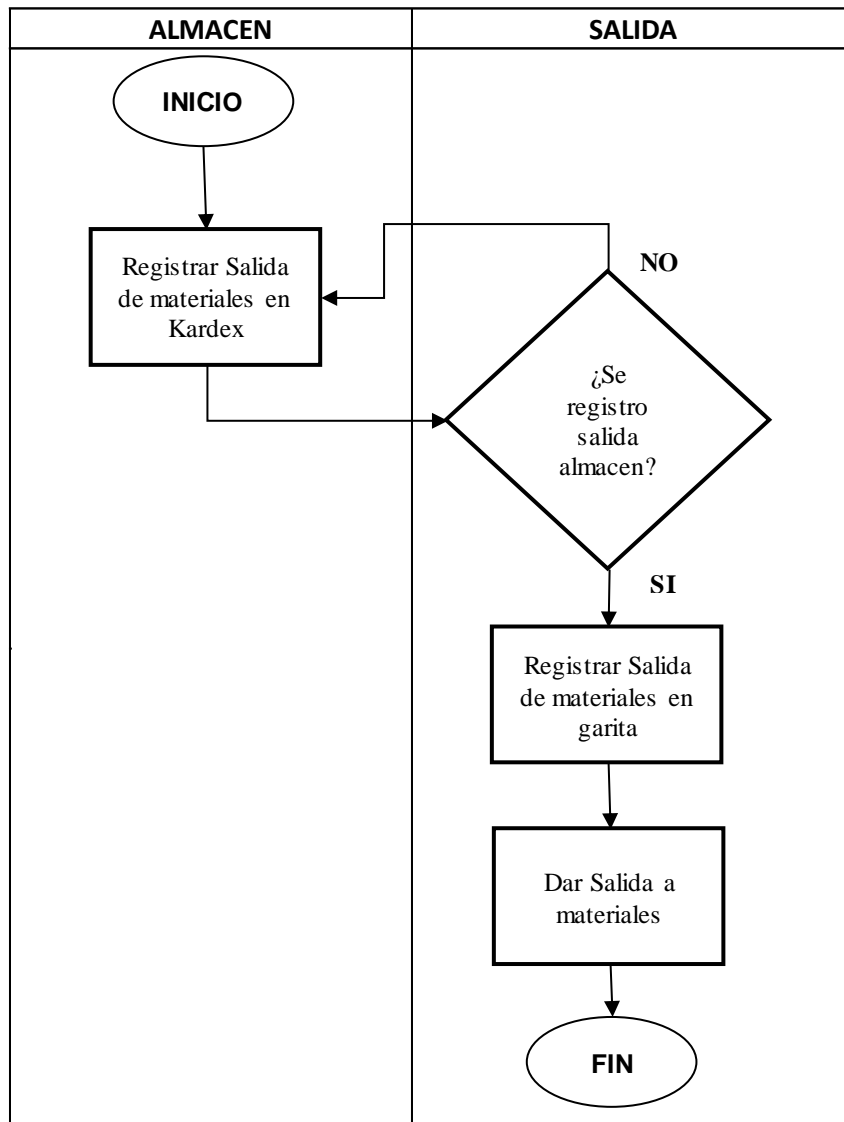 ALMACEN
SALIDA
INICIO
Registrar Salida
de materiales en
Kardex
NO
¿Se
registro
salida
almacen?
SI
Registrar Salida
de materiales en
garita
Dar Salida a
materiales
FIN